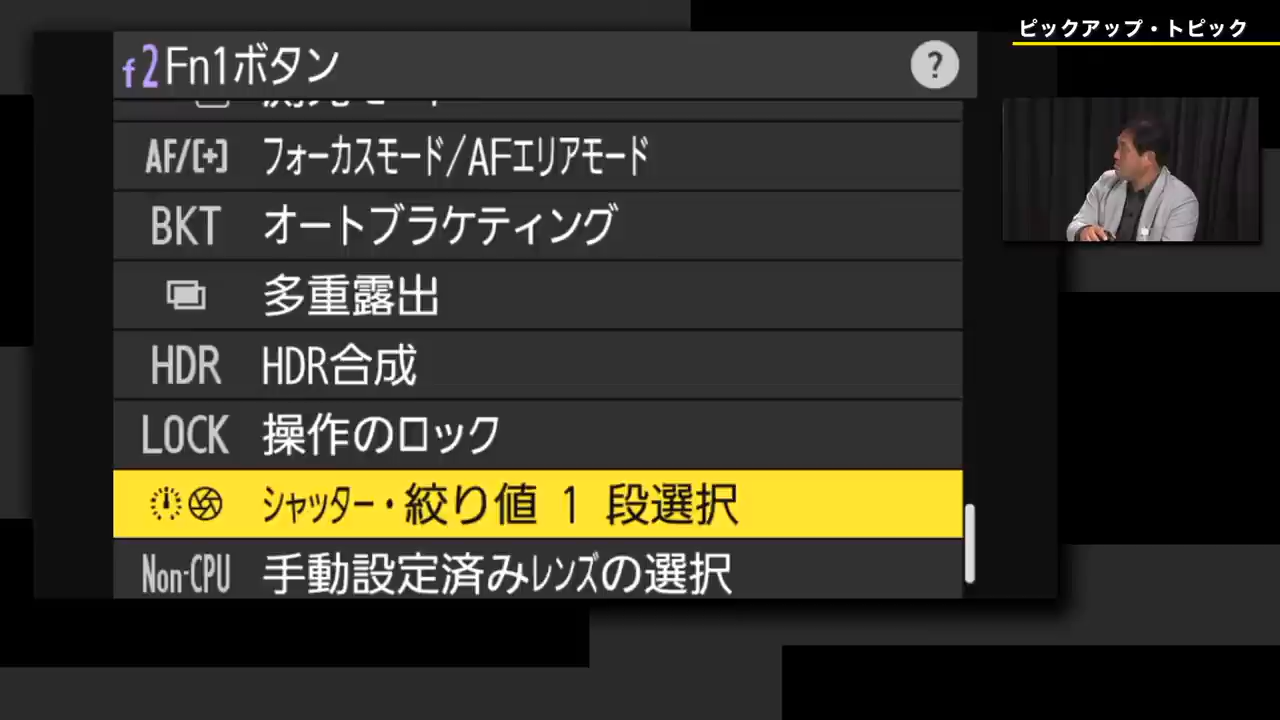 ピックアップ・トピック
f2 Fn1ボタン ?
AF/[+] フォーカスモード/AFエリアモード
BKT オートブラケティング
多重露出
HDR HDR合成
LOCK 操作のロック
シャッター・絞り値 1 段選択
Non-CPU 手動設定済みレンズの選択